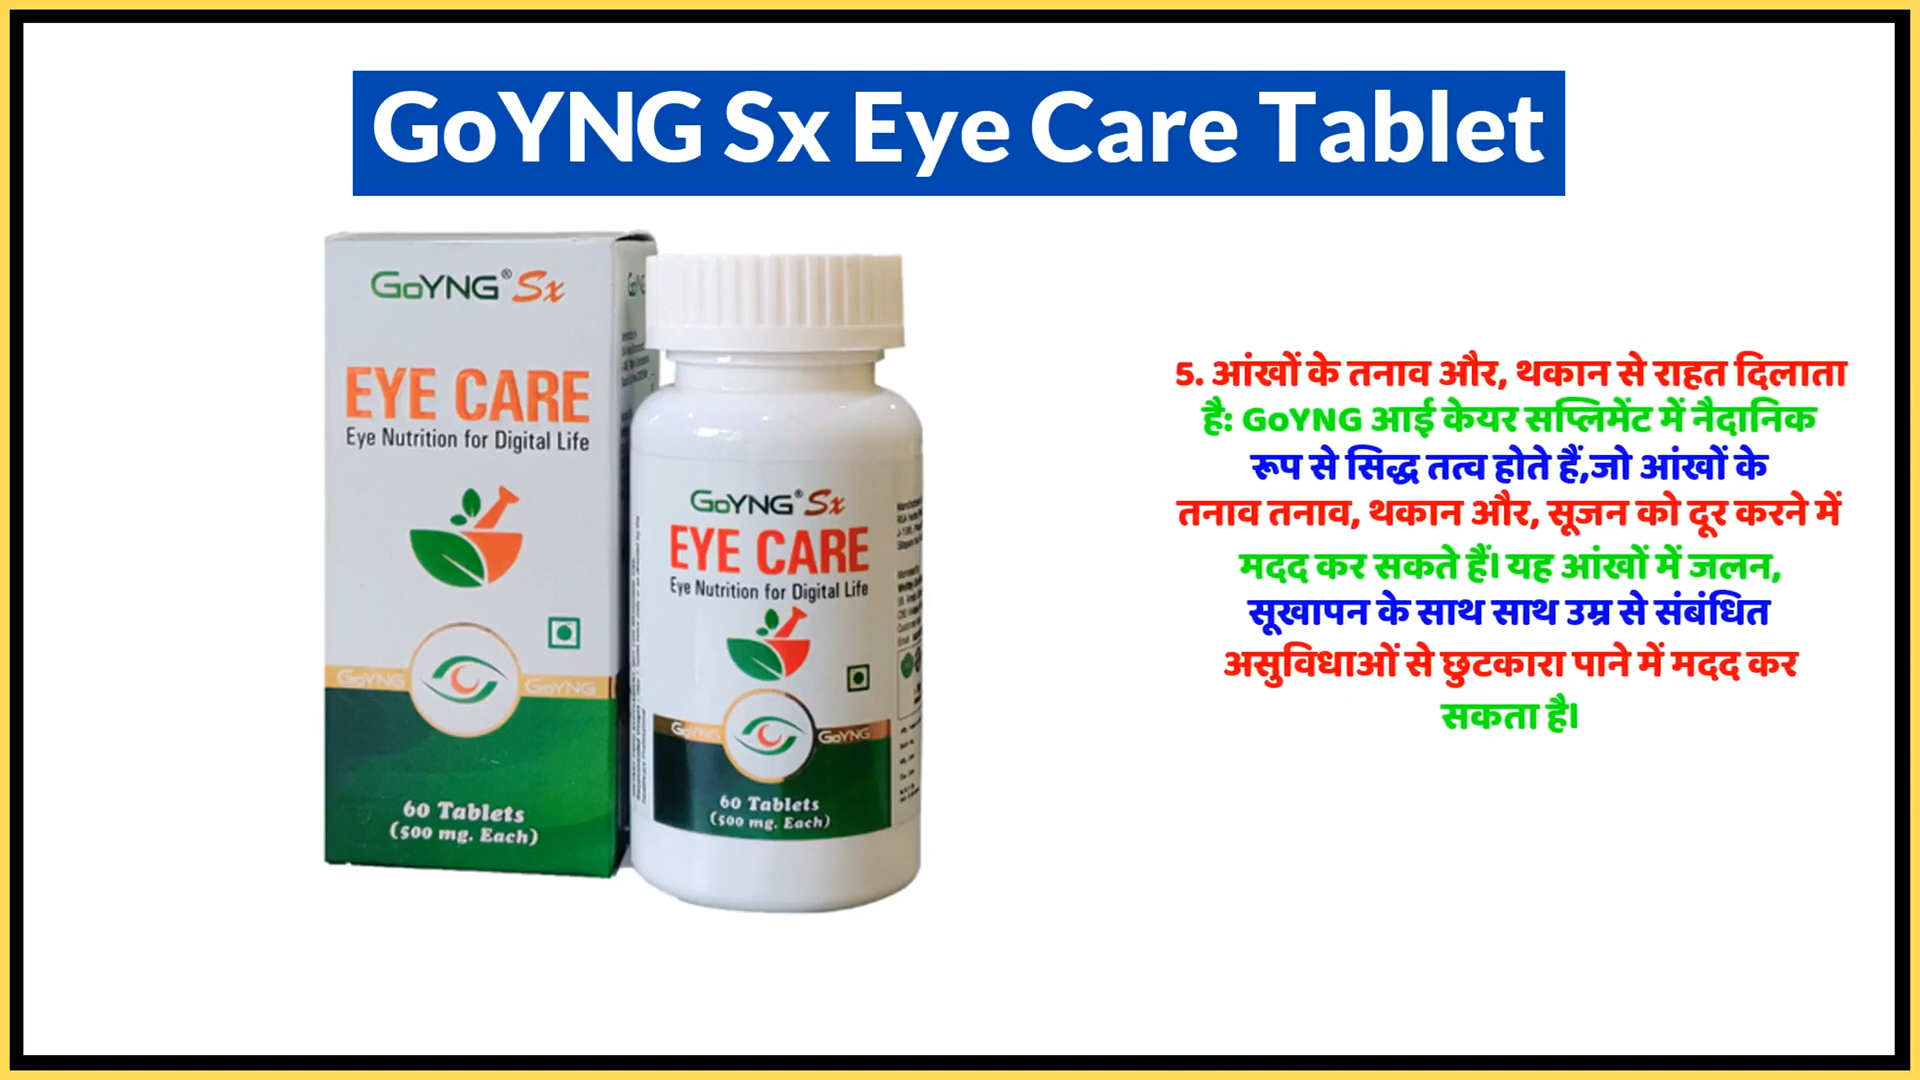 GoYNG Sx Eye Care Tablet
GoYNG® Sx
EYE CARE
Eye Nutrition for Digital Life
GoYNG
GoYNG
60 Tablets
(500 mg. Each)
GoYNG® Sx
EYE CARE
Eye Nutrition for Digital Life
GoYNG
GoYNG
60 Tablets
(500 mg. Each)
5. आंखों के तनाव और, थकान से राहत दिलाता
है: GoYNG आई केयर सप्लिमेंट में नैदानिक
रूप से सिद्ध तत्व होते हैं,जो आंखों के
तनाव तनाव, थकान और, सूजन को दूर करने में
मदद कर सकते हैं। यह आंखों में जलन,
सूखापन के साथ साथ उम्र से संबंधित
असुविधाओं से छुटकारा पाने में मदद कर
सकता है।